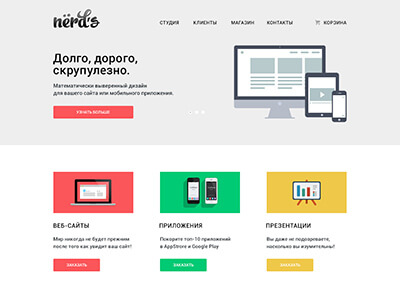 nёrd's
СТУДИЯ КЛИЕНТЫ МАГАЗИН КОНТАКТЫ КОРЗИНА
Долго, дорого,
скрупулезно.
Математически выверенный дизайн
для вашего сайта или мобильного приложения.
УЗНАТЬ БОЛЬШЕ
ВЕБ-САЙТЫ ПРИЛОЖЕНИЯ ПРЕЗЕНТАЦИИ
Мир никогда не будет прежним
после того как увидит ваш сайт!
Покорите топ-10 приложений
в AppStrore и Google Play
Вы даже не подозреваете,
насколько вы изумительны!
ЗАКАЗАТЬ ЗАКАЗАТЬ ЗАКАЗАТЬ